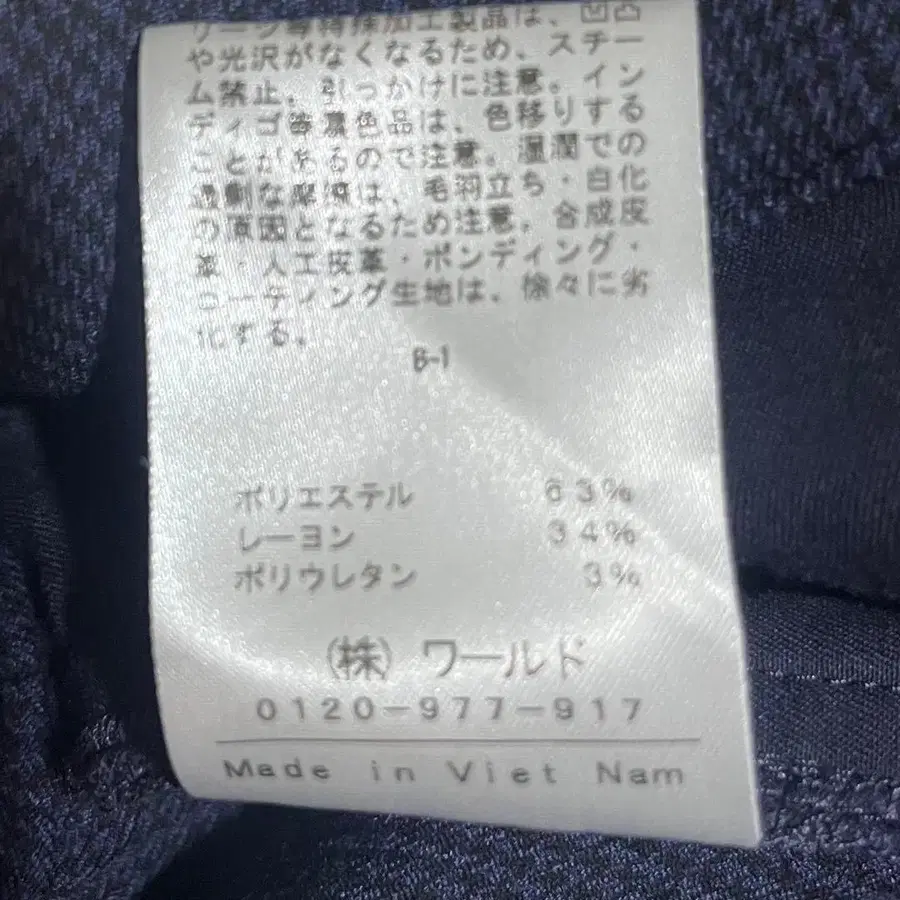 リーツ等特殊加工製品は、凹凸
や光沢がなくなるため、スチー
ム禁止。引っかけに注意。イン
ディゴ等濃色品は、色移りする
ことがあるので注意。湿潤での
過剰な摩擦は、毛羽立ち・白化
の原因となるため注意。合成皮
革・人工皮革・ボンディング・
コーティング生地は、徐々に劣
化する。
B-1
ポリエステル 63%
レーヨン 34%
ポリウレタン 3%
(株)ワールド
0120-977-917
Made in Viet Nam